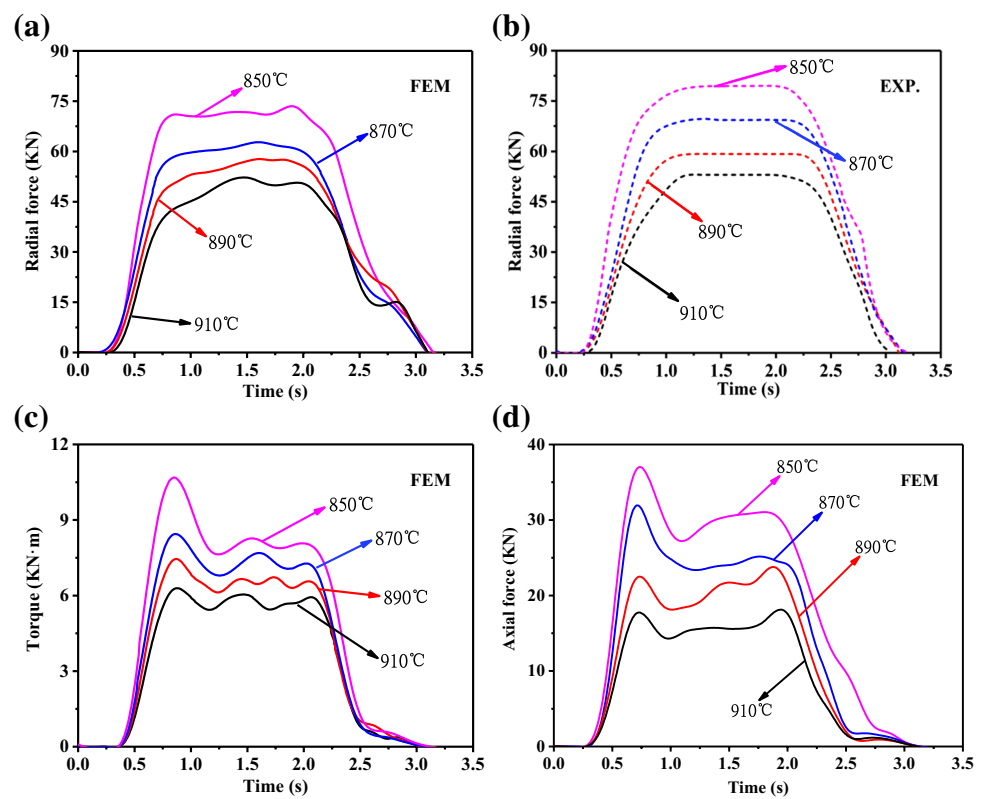 (a)
90
75
60
45
30
15
0
Radial force (KN)
FEM
850℃
870℃
890℃
910℃
0.0 0.5 1.0 1.5 2.0 2.5 3.0 3.5
Time (s)
(b)
90
75
60
45
30
15
0
Radial force (KN)
EXP.
850℃
870℃
890℃
910℃
0.0 0.5 1.0 1.5 2.0 2.5 3.0 3.5
Time (s)
(c)
12
9
6
3
0
Torque (KN·m)
FEM
850℃
870℃
890℃
910℃
0.0 0.5 1.0 1.5 2.0 2.5 3.0 3.5
Time (s)
(d)
40
30
20
10
0
Axial force (KN)
FEM
850℃
870℃
890℃
910℃
0.0 0.5 1.0 1.5 2.0 2.5 3.0 3.5
Time (s)